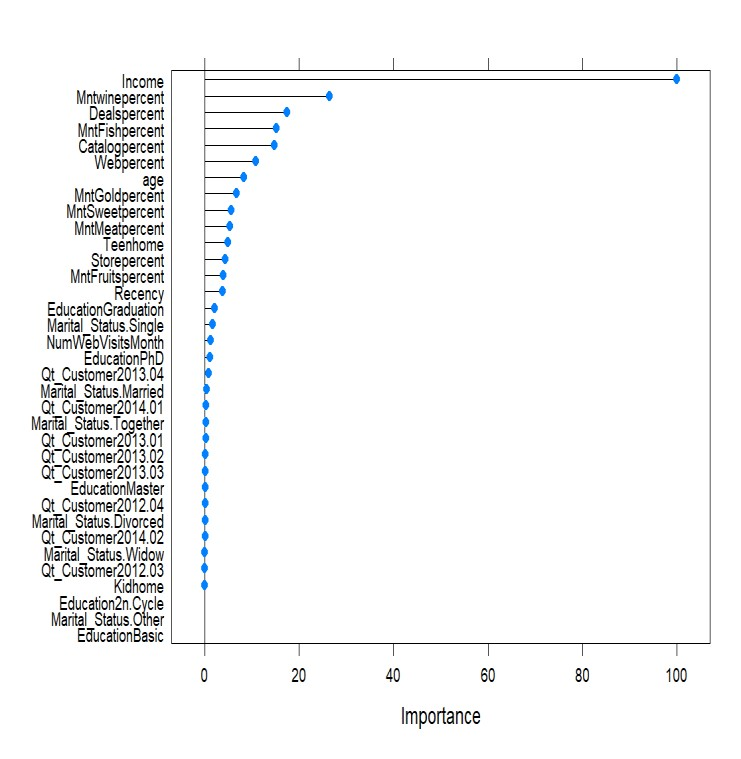 Income
Mntwinepercent
Dealspercent
MntFishpercent
Catalogpercent
Webpercent
age
MntGoldpercent
MntSweetpercent
MntMeatpercent
Teenhome
Storepercent
MntFruitspercent
Recency
EducationGraduation
Marital_Status.Single
NumWebVisitsMonth
EducationPhD
Qt_Customer2013.04
Marital_Status.Married
Qt_Customer2014.01
Marital_Status.Together
Qt_Customer2013.01
Qt_Customer2013.02
Qt_Customer2013.03
EducationMaster
Qt_Customer2012.04
Marital_Status.Divorced
Qt_Customer2014.02
Marital_Status.Widow
Qt_Customer2012.03
Kidhome
Education2n.Cycle
Marital_Status.Other
EducationBasic
0 20 40 60 80 100
Importance